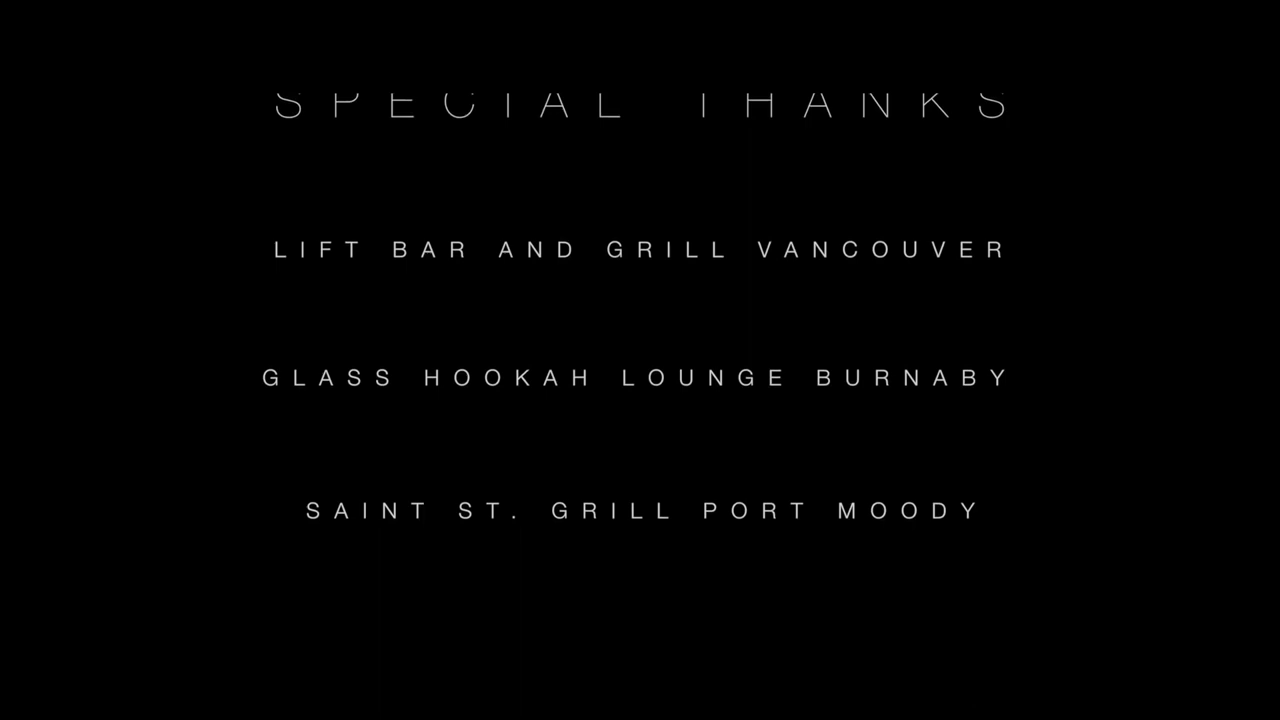 SPECIAL THANKS
LIFT BAR AND GRILL VANCOUVER
GLASS HOOKAH LOUNGE BURNABY
SAINT ST. GRILL PORT MOODY